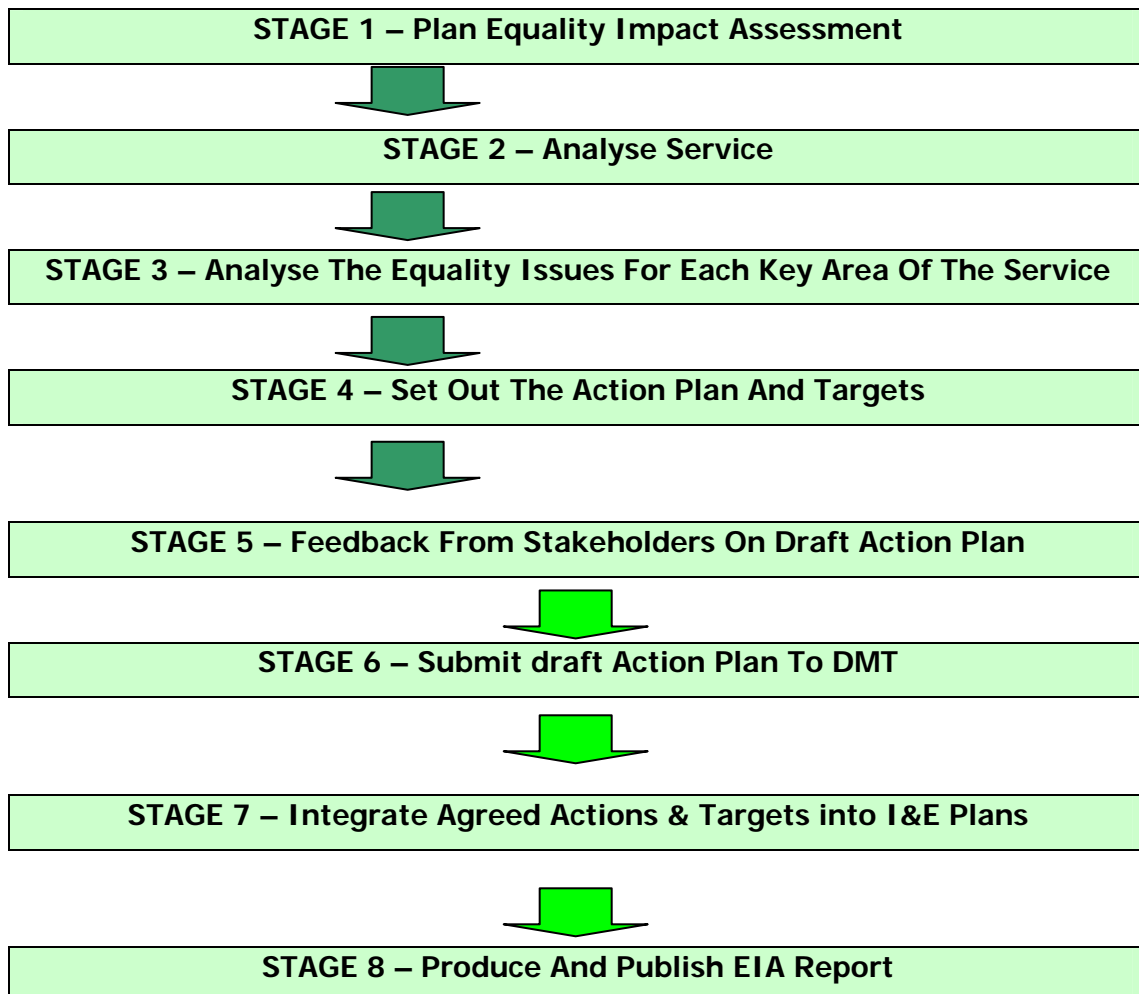 STAGE 1 – Plan Equality Impact Assessment
STAGE 2 – Analyse Service
STAGE 3 – Analyse The Equality Issues For Each Key Area Of The Service
STAGE 4 – Set Out The Action Plan And Targets
STAGE 5 – Feedback From Stakeholders On Draft Action Plan
STAGE 6 – Submit draft Action Plan To DMT
STAGE 7 – Integrate Agreed Actions & Targets into I&E Plans
STAGE 8 – Produce And Publish EIA Report